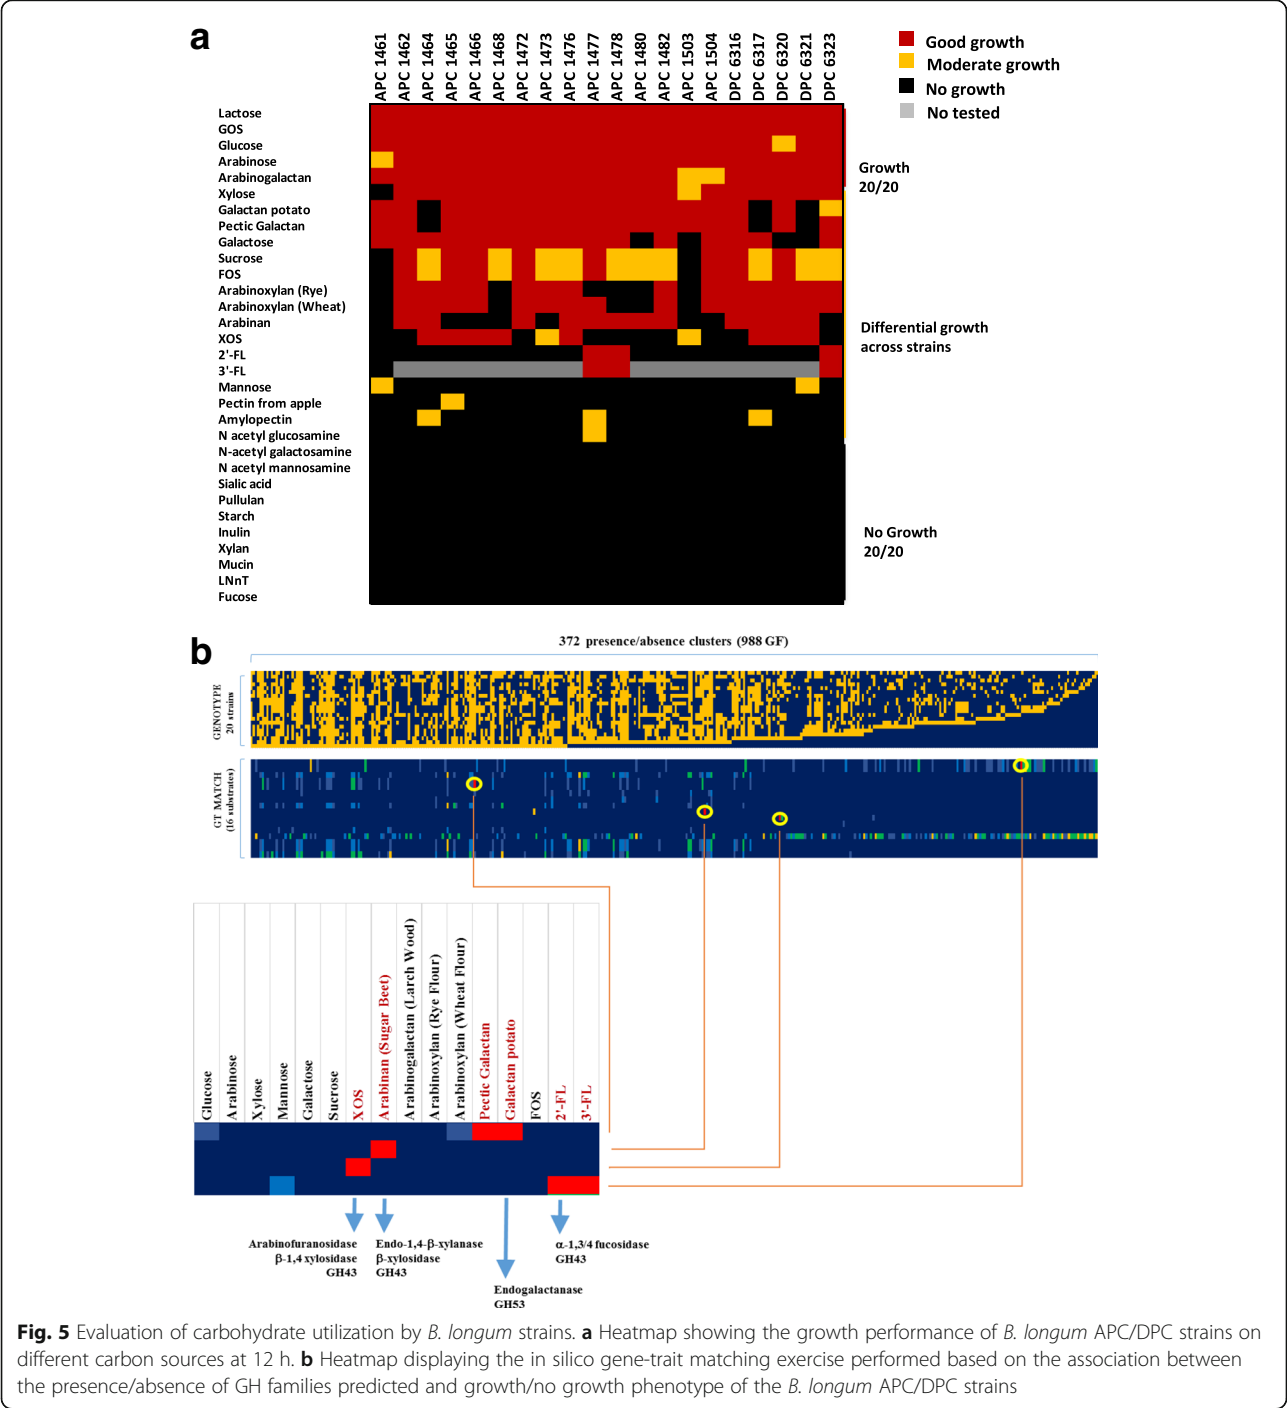 a
APC 1461
APC 1462
APC 1464
APC 1465
APC 1466
APC 1468
APC 1472
APC 1473
APC 1476
APC 1477
APC 1478
APC 1480
APC 1482
APC 1503
APC 1504
DPC 6316
DPC 6317
DPC 6320
DPC 6321
DPC 6323
Good growth
Moderate growth
No growth
No tested
Lactose
GOS
Glucose
Arabinose
Arabinogalactan
Xylose
Galactan potato
Pectic Galactan
Galactose
Sucrose
FOS
Arabinoxylan (Rye)
Arabinoxylan (Wheat)
Arabinan
XOS
2'-FL
3'-FL
Mannose
Pectin from apple
Amylopectin
N acetyl glucosamine
N-acetyl galactosamine
N acetyl mannosamine
Sialic acid
Pullulan
Starch
Inulin
Xylan
Mucin
LNnT
Fucose
Growth
20/20
Differential growth
across strains
No Growth
20/20
b
372 presence/absence clusters (988 GF)
GENOTYPE
20 strains
GT MATCH
(16 substrates)
Glucose
Arabinose
Xylose
Mannose
Galactose
Sucrose
XOS
Arabinan (Sugar Beet)
Arabinogalactan (Larch Wood)
Arabinoxylan (Rye Flour)
Arabinoxylan (Wheat Flour)
Pectic Galactan
Galactan potato
FOS
2'-FL
3'-FL
Arabinofuranosidase
β-1,4 xylosidase
GH43
Endo-1,4-β-xylanase
β-xylosidase
GH43
Endogalactanase
GH53
α-1,3/4 fucosidase
GH43
Fig. 5 Evaluation of carbohydrate utilization by B. longum strains. a Heatmap showing the growth performance of B. longum APC/DPC strains on
different carbon sources at 12 h. b Heatmap displaying the in silico gene-trait matching exercise performed based on the association between
the presence/absence of GH families predicted and growth/no growth phenotype of the B. longum APC/DPC strains